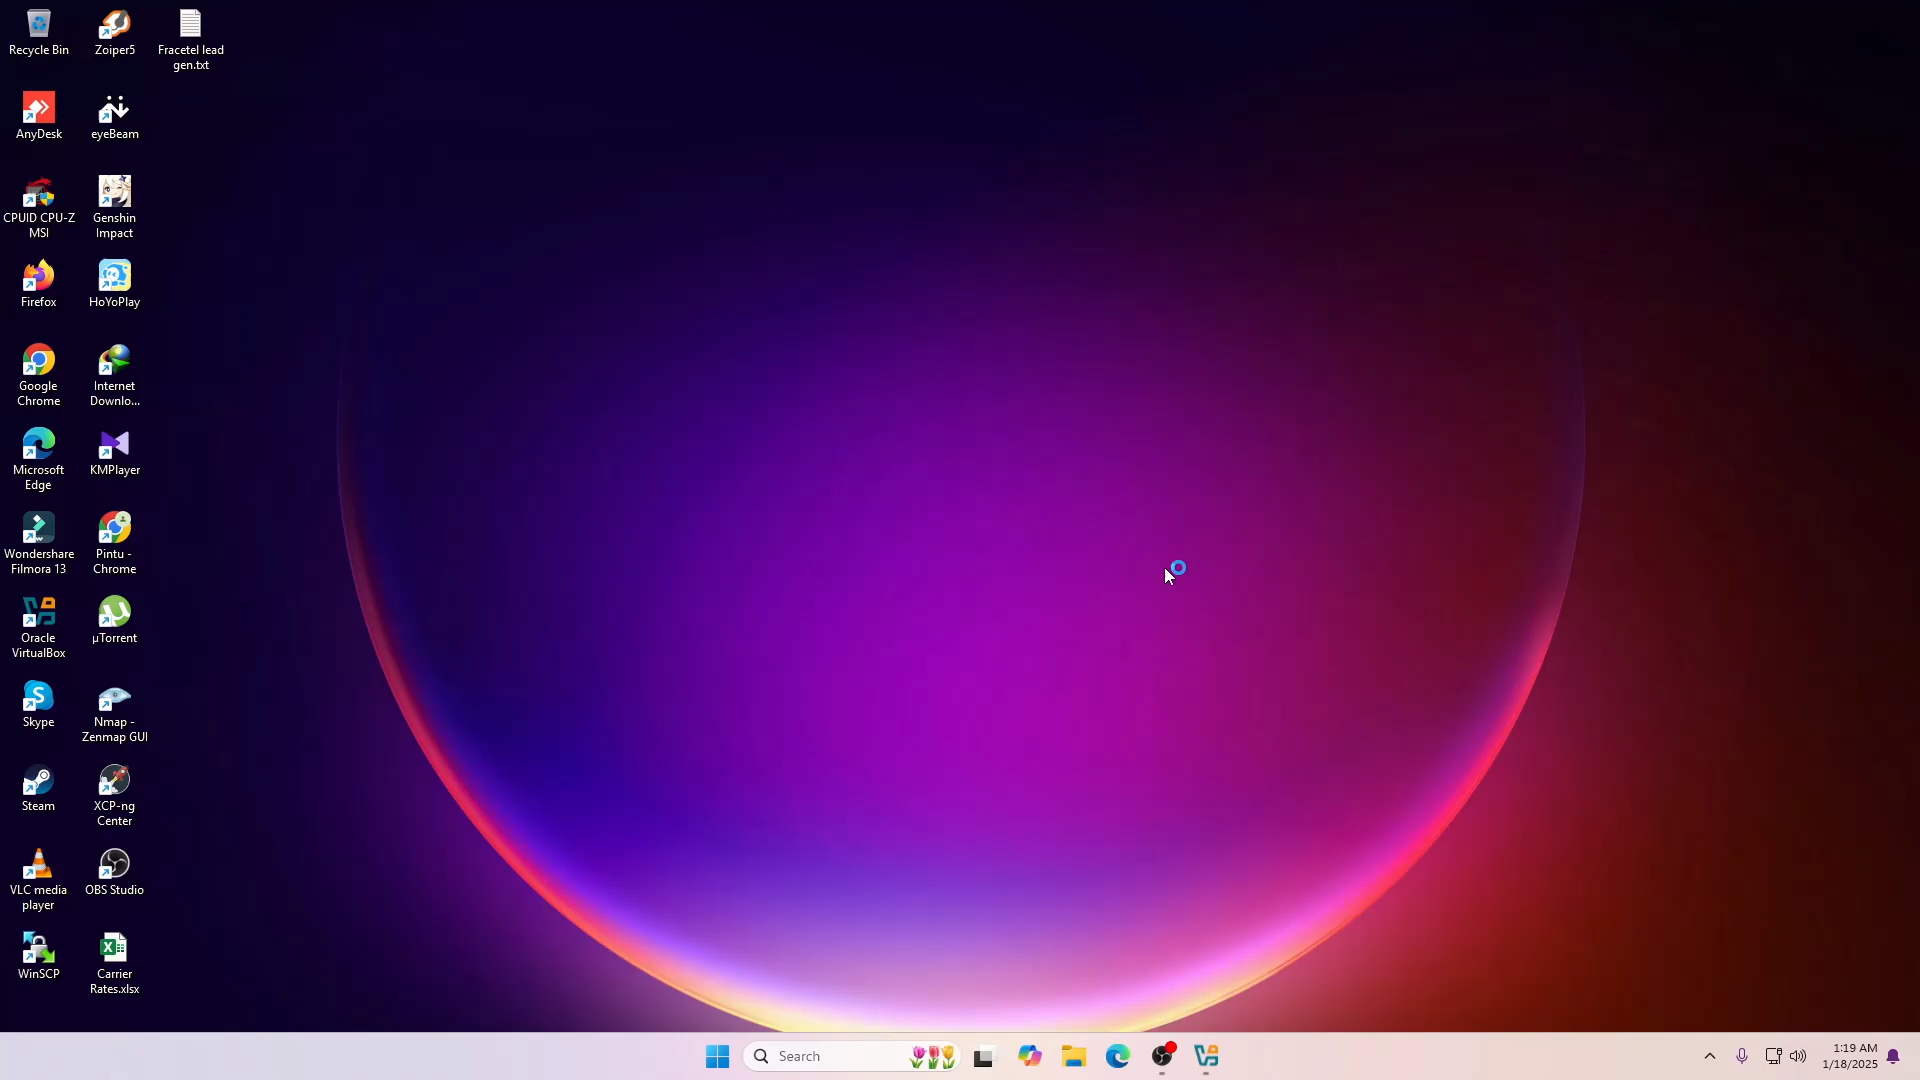 Recycle Bin
Zoiper5
Fracetel lead
gen.txt
AnyDesk
eyeBeam
CPUID CPU-Z
MSI
Genshin
Impact
Firefox
HoYoPlay
Google
Chrome
Internet
Downlo...
Microsoft
Edge
KMPlayer
Wondershare
Filmora 13
Pintu -
Chrome
Oracle
VirtualBox
µTorrent
Skype
Nmap -
Zenmap GUI
Steam
XCP-ng
Center
VLC media
player
OBS Studio
WinSCP
Carrier
Rates.xlsx
Search
1:19 AM
1/18/2025